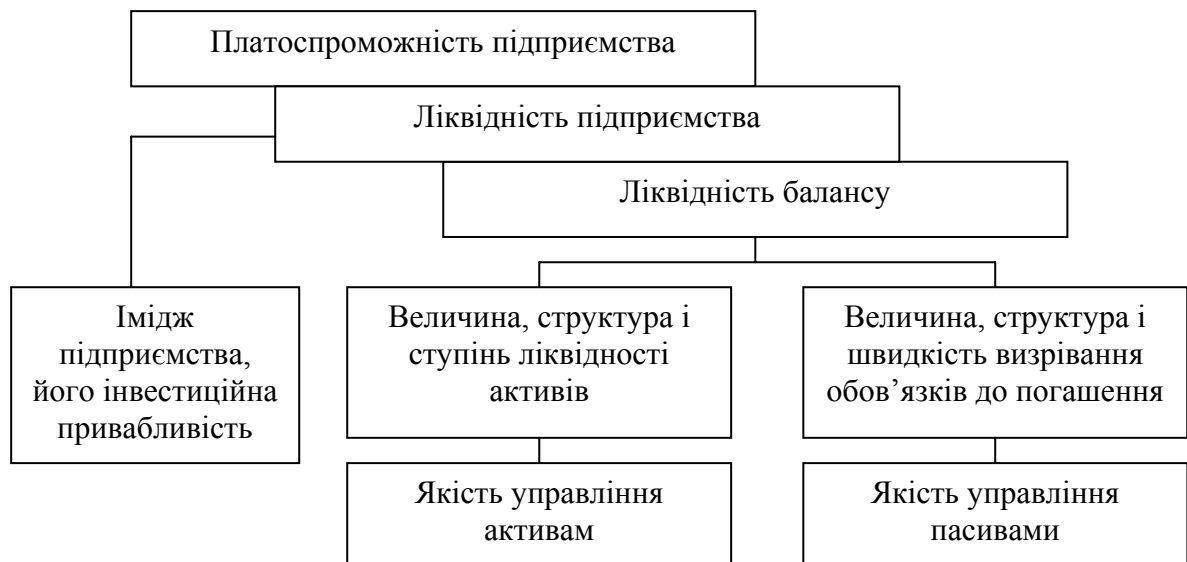 Платоспроможність підприємства
Ліквідність підприємства
Ліквідність балансу
Імідж
підприємства,
його інвестиційна
привабливість
Величина, структура і
ступінь ліквідності
активів
Величина, структура і
швидкість визрівання
обов’язків до погашення
Якість управління
активам
Якість управління
пасивами